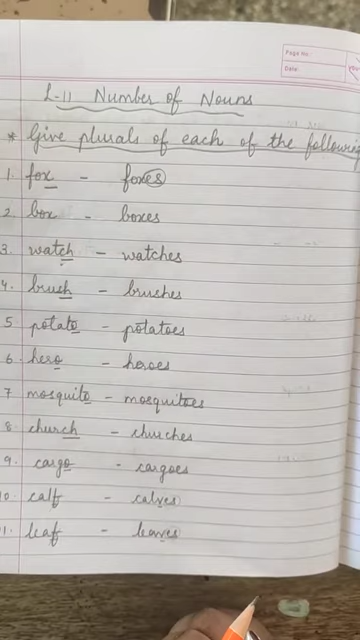 Page No.
Date:
L-11 Number of Nouns
* Give plurals of each of the following
1. fox - foxes
2. box - boxes
3. watch - watches
4. brush - brushes
5. potato - potatoes
6. hero - heroes
7 mosquito - mosquitoes
8 church - churches
9. cargo - cargoes
10. calf - calves
11. leaf - leaves